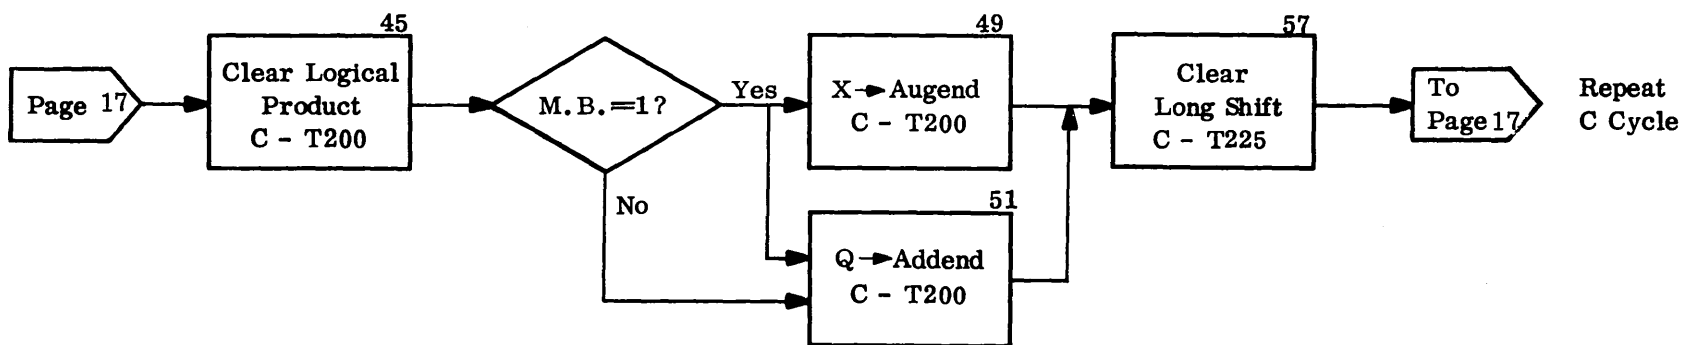 Page 17
45
Clear Logical
Product
C - T200
M.B.=1?
Yes
No
49
X→Augend
C - T200
51
Q→Addend
C - T200
57
Clear
Long Shift
C - T225
To
Page 17
Repeat
C Cycle